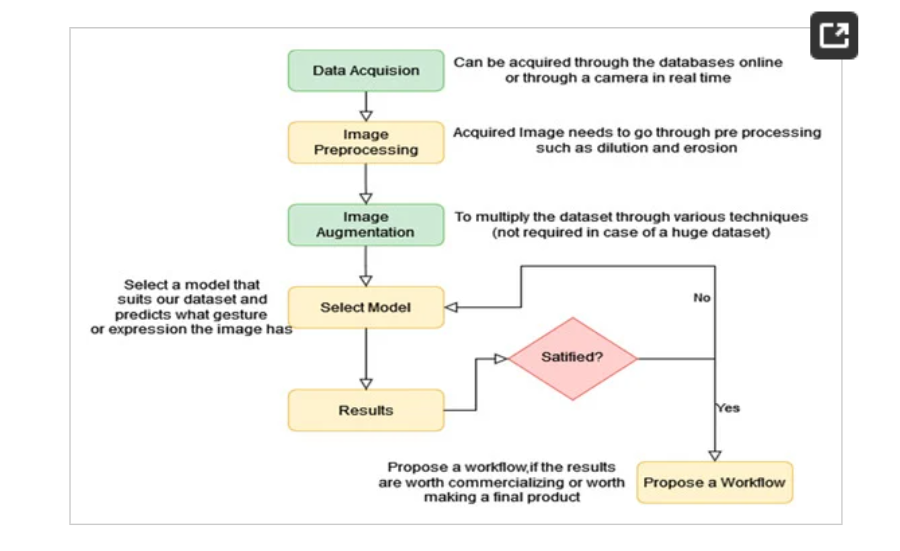 Data Acquision
Can be acquired through the databases online
or through a camera in real time
Image
Preprocessing
Acquired Image needs to go through pre processing
such as dilution and erosion
Image
Augmentation
To multiply the dataset through various techniques
(not required in case of a huge dataset)
Select a model that
suits our dataset and
predicts what gesture
or expression the image has
Select Model
No
Satified?
Results
Yes
Propose a workflow,if the results
are worth commercializing or worth
making a final product
Propose a Workflow